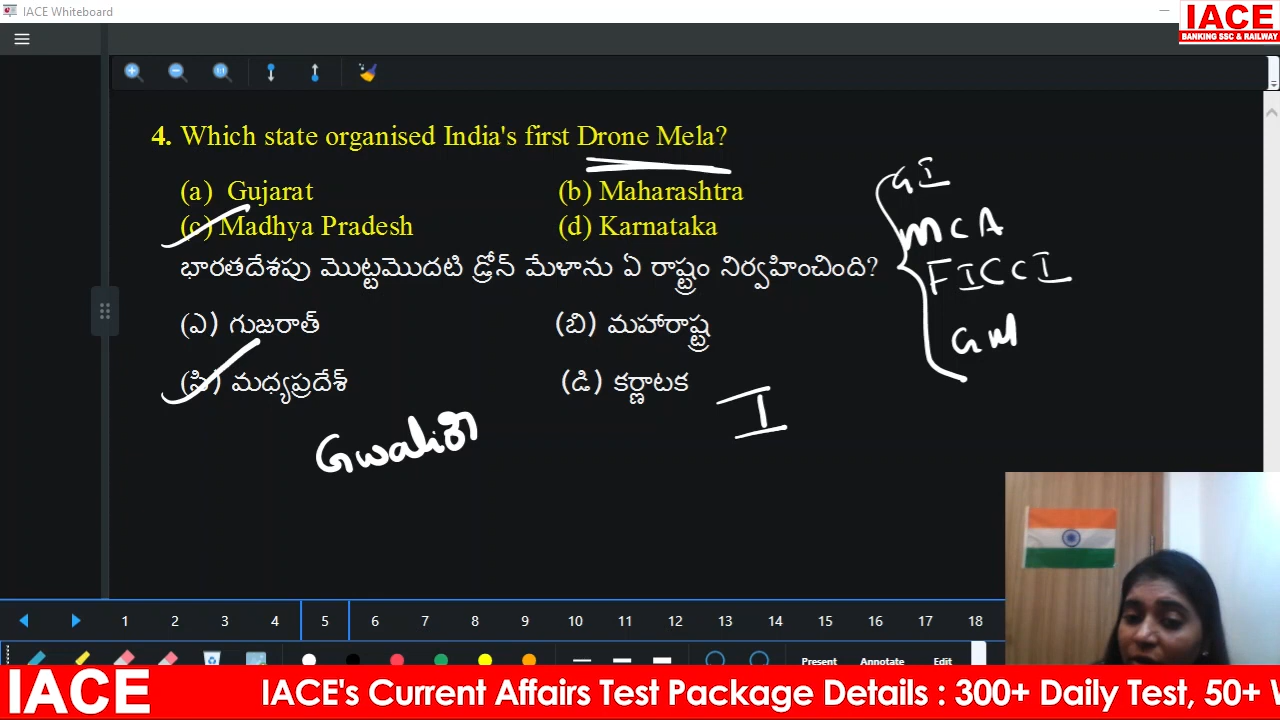 IACE Whiteboard
IACE
BANKING SSC & RAILWAY
4. Which state organised India's first Drone Mela?
(a) Gujarat (b) Maharashtra
(c) Madhya Pradesh (d) Karnataka
భారతదేశపు మొట్టమొదటి డ్రోన్ మేళాను ఏ రాష్ట్రం నిర్వహించింది?
(ఎ) గుజరాత్ (బి) మహారాష్ట్ర
(సి) మధ్యప్రదేశ్ (డి) కర్ణాటక
GI
MCA
FICCI
GM
Gwalior
I
1 2 3 4 5 6 7 8 9 10 11 12 13 14 15 16 17 18
Present Annotate Edit
IACE IACE's Current Affairs Test Package Details : 300+ Daily Test, 50+